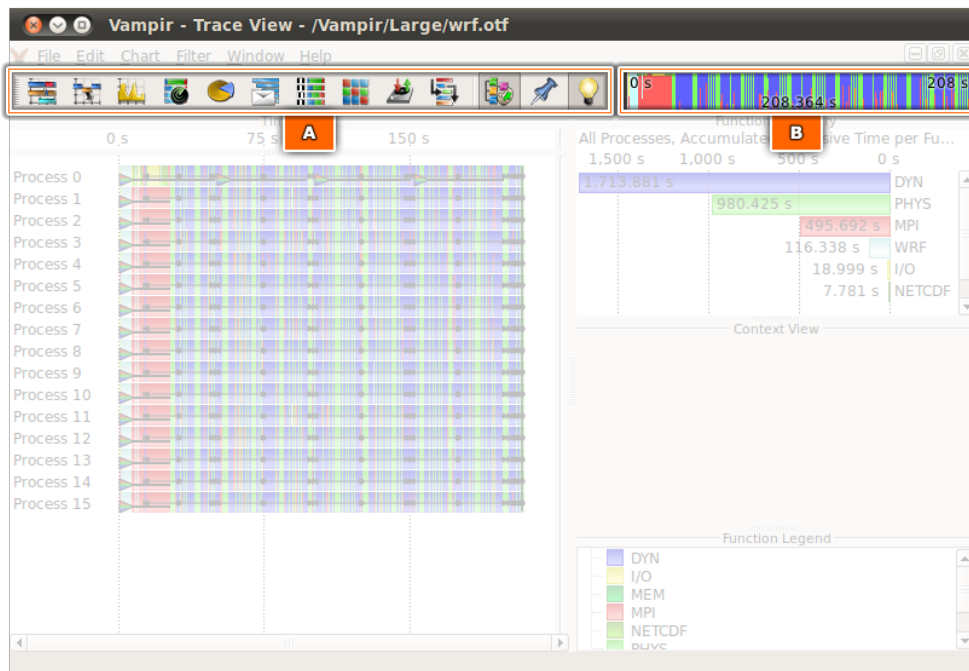 Vampir - Trace View - /Vampir/Large/wrf.otf
File Edit Chart Filter Window Help
0 s 208 s
208.364 s
A
B
0 s 75 s 150 s
All Processes, Accumulate sive Time per Fu...
1,500 s 1,000 s 500 s 0 s
Process 0
Process 1
Process 2
Process 3
Process 4
Process 5
Process 6
Process 7
Process 8
Process 9
Process 10
Process 11
Process 12
Process 13
Process 14
Process 15
1,713.881 s DYN
980.425 s PHYS
495.692 s MPI
116.338 s WRF
18.999 s I/O
7.781 s NETCDF
Context View
Function Legend
DYN
I/O
MEM
MPI
NETCDF
PHYS